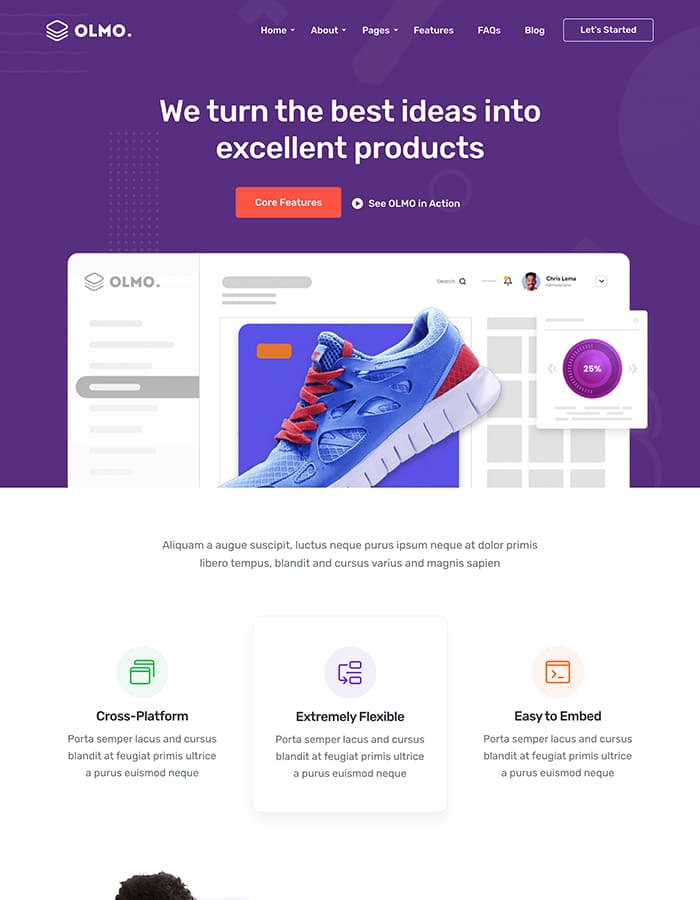 OLMO.
Home About Pages Features FAQs Blog Let's Started
We turn the best ideas into
excellent products
Core Features See OLMO in Action
OLMO.
Search
Chris Lema
25%
Aliquam a augue suscipit, luctus neque purus ipsum neque at dolor primis
libero tempus, blandit and cursus varius and magnis sapien
Cross-Platform
Porta semper lacus and cursus
blandit at feugiat primis ultrice
a purus euismod neque
Extremely Flexible
Porta semper lacus and cursus
blandit at feugiat primis ultrice
a purus euismod neque
Easy to Embed
Porta semper lacus and cursus
blandit at feugiat primis ultrice
a purus euismod neque